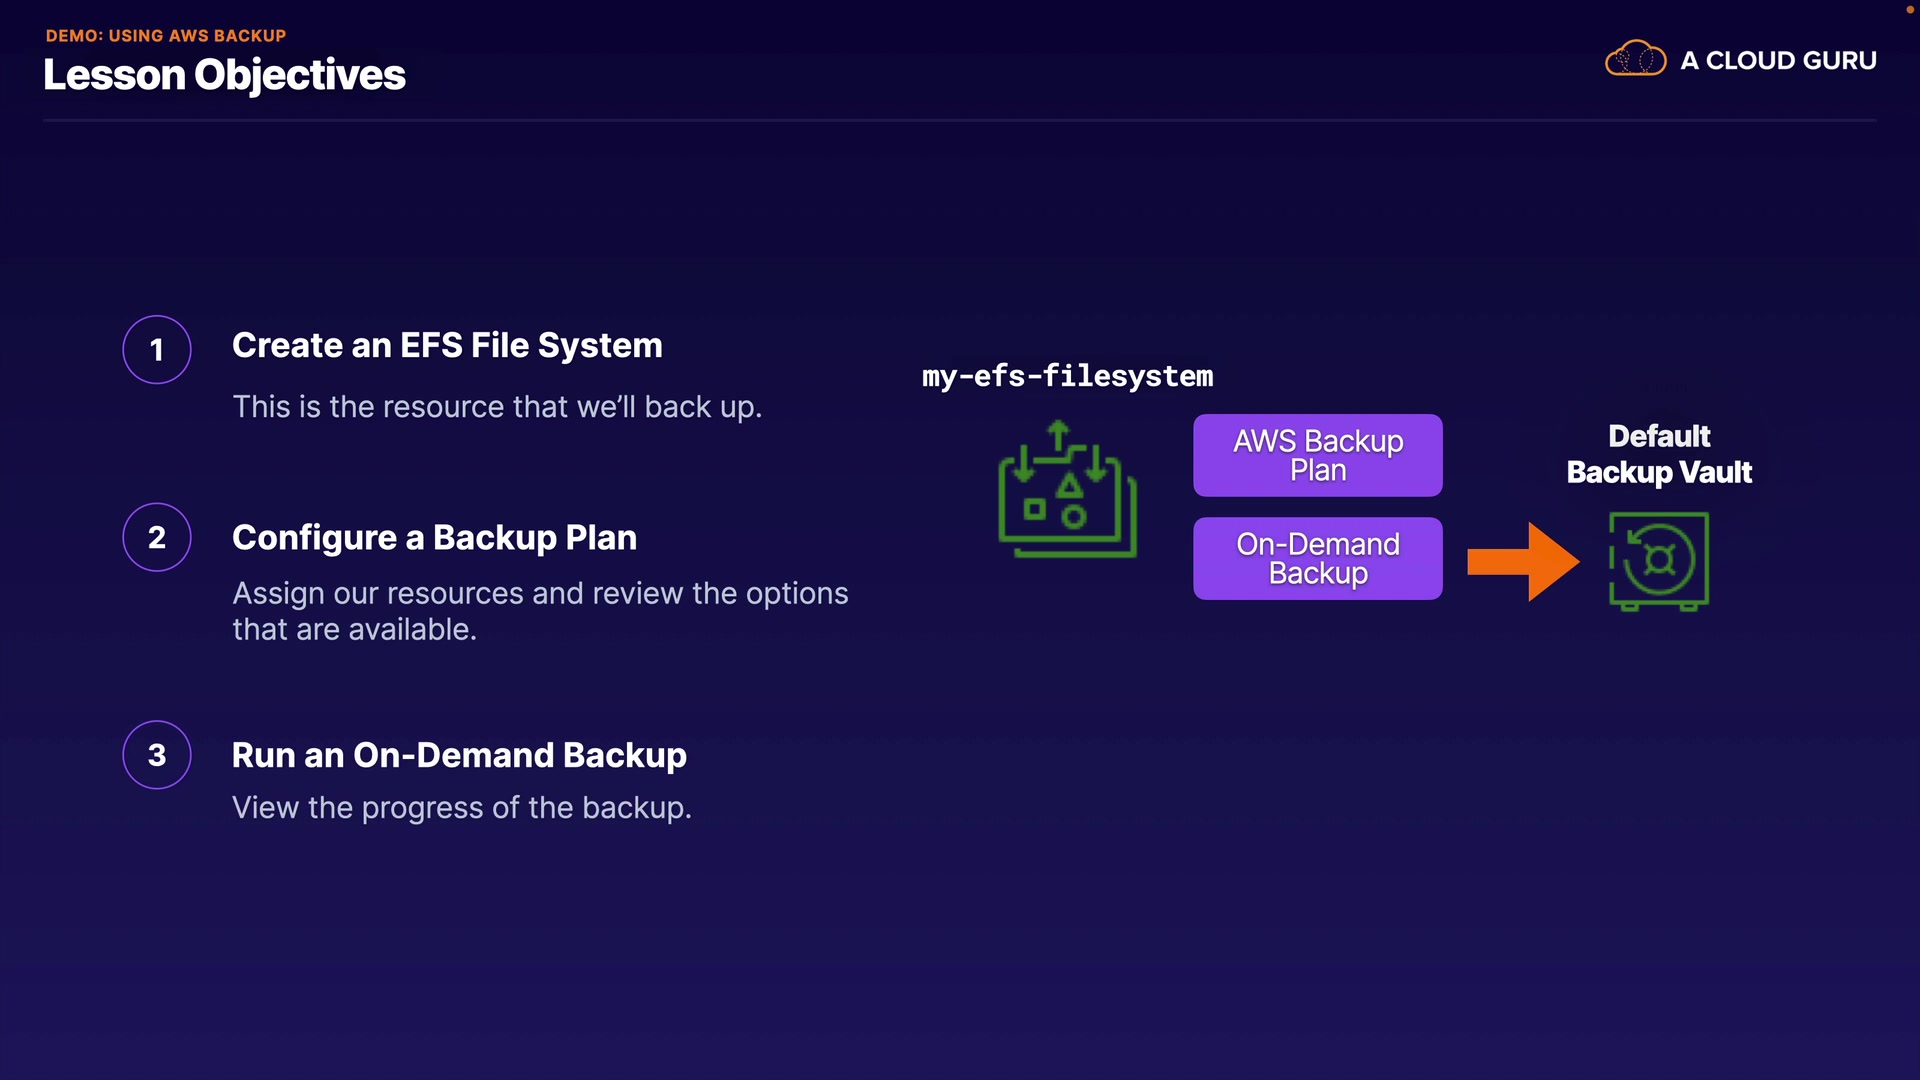 DEMO: USING AWS BACKUP
Lesson Objectives
A CLOUD GURU
1
Create an EFS File System
This is the resource that we’ll back up.
2
Configure a Backup Plan
Assign our resources and review the options
that are available.
3
Run an On-Demand Backup
View the progress of the backup.
my-efs-filesystem
AWS Backup
Plan
On-Demand
Backup
Default
Backup Vault